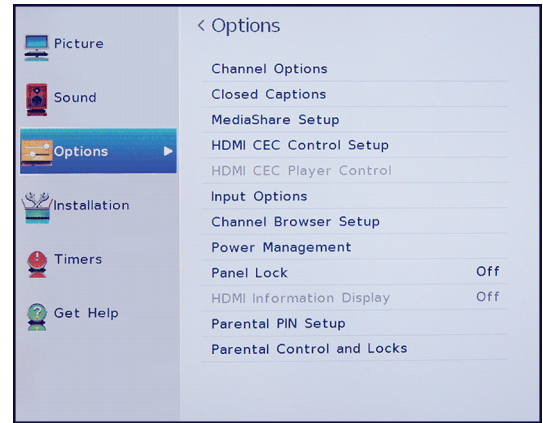 Picture
Sound
Options
Installation
Timers
Get Help
< Options
Channel Options
Closed Captions
MediaShare Setup
HDMI CEC Control Setup
HDMI CEC Player Control
Input Options
Channel Browser Setup
Power Management
Panel Lock Off
HDMI Information Display Off
Parental PIN Setup
Parental Control and Locks